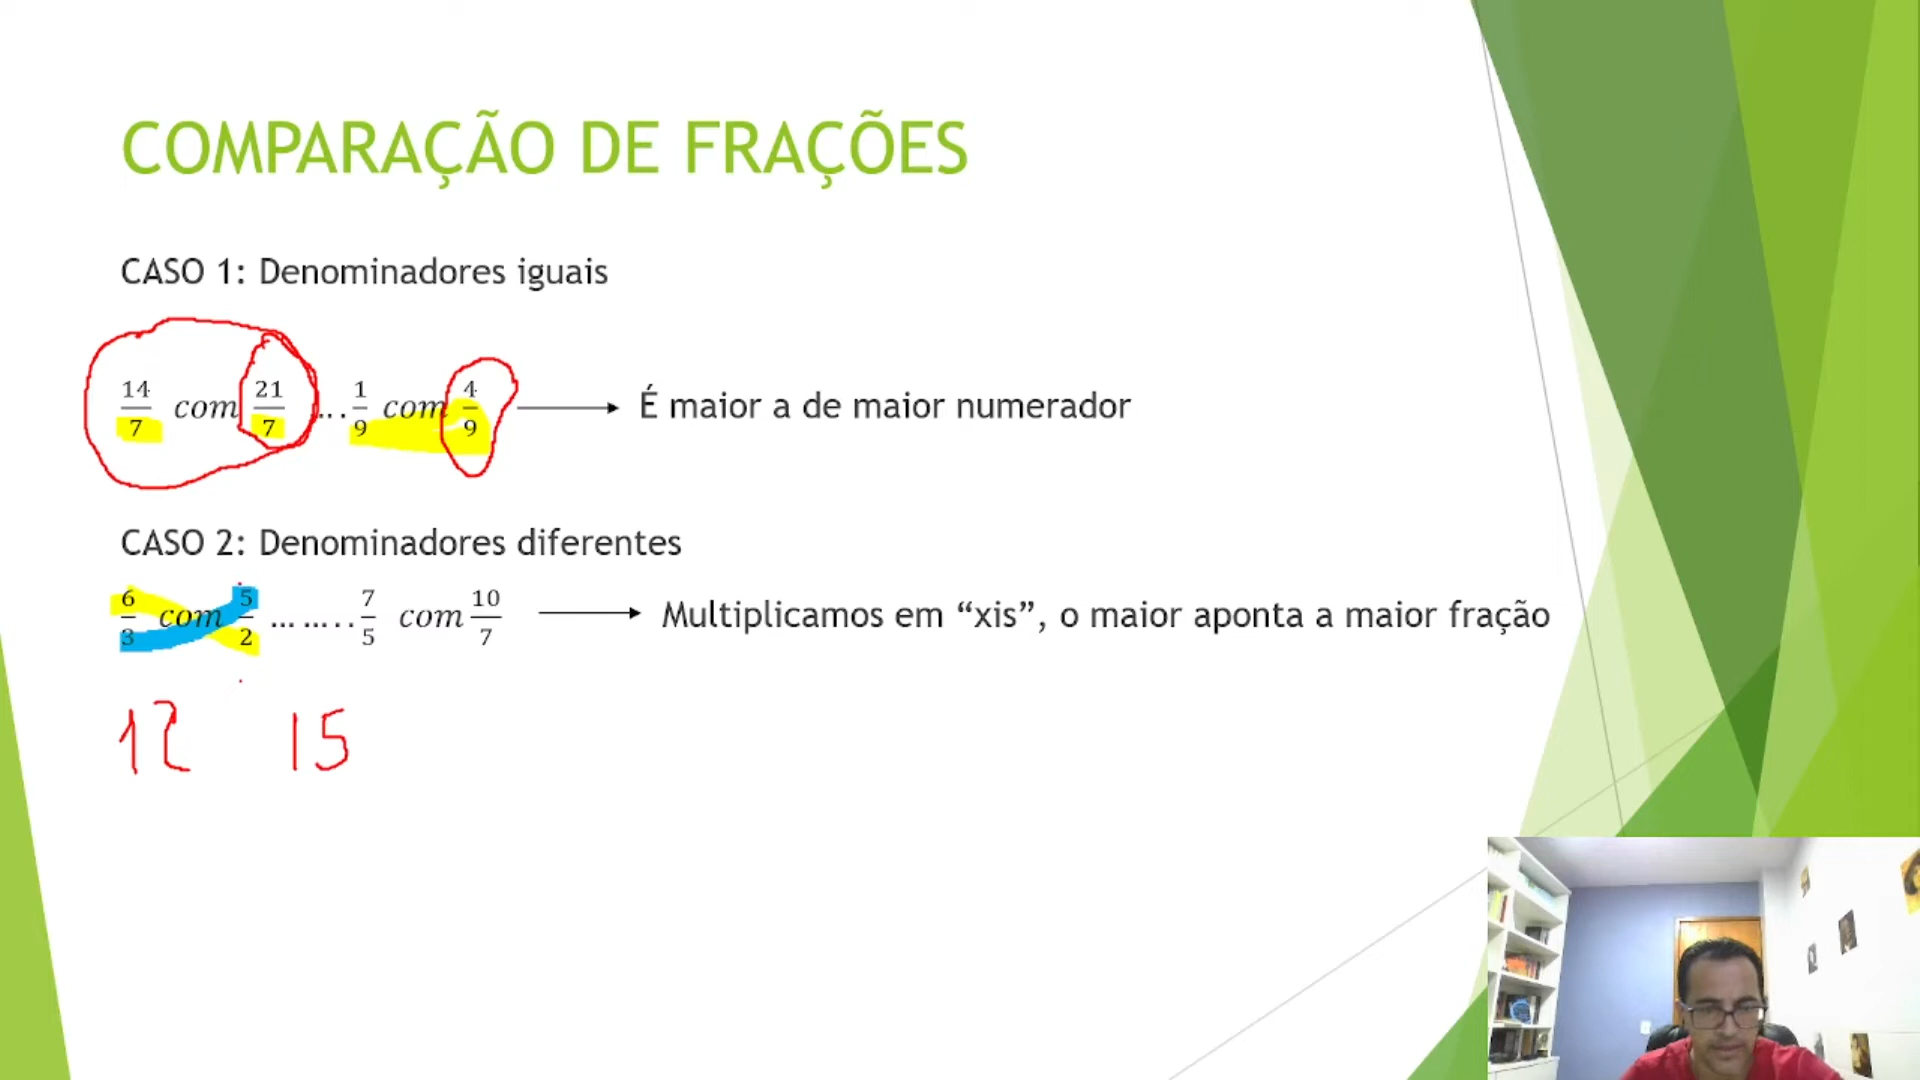 COMPARAÇÃO DE FRAÇÕES
CASO 1: Denominadores iguais
14/7 com 21/7 ... 1/9 com 4/9 → É maior a de maior numerador
CASO 2: Denominadores diferentes
6/3 com 5/2 ........ 7/5 com 10/7 → Multiplicamos em “xis”, o maior aponta a maior fração
12 15